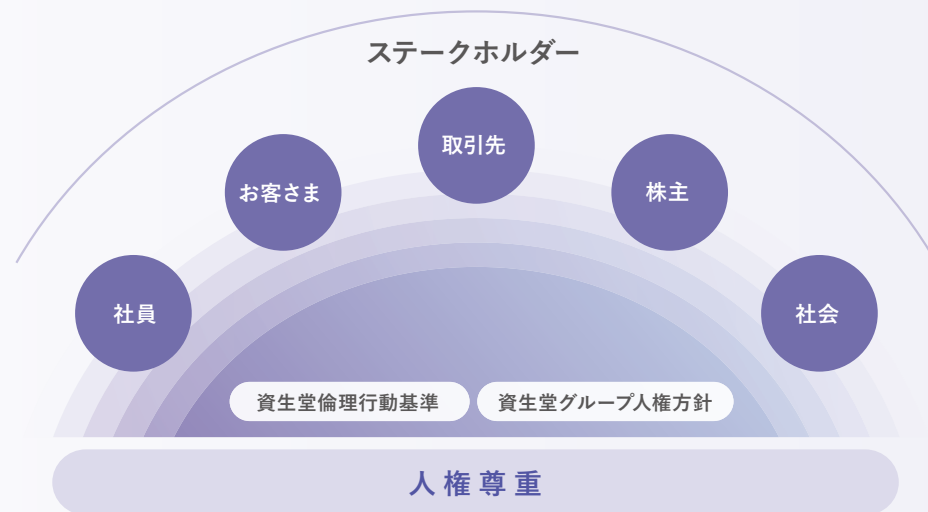 ステークホルダー
取引先
お客さま
株主
社員
社会
資生堂倫理行動基準
資生堂グループ人権方針
人権尊重